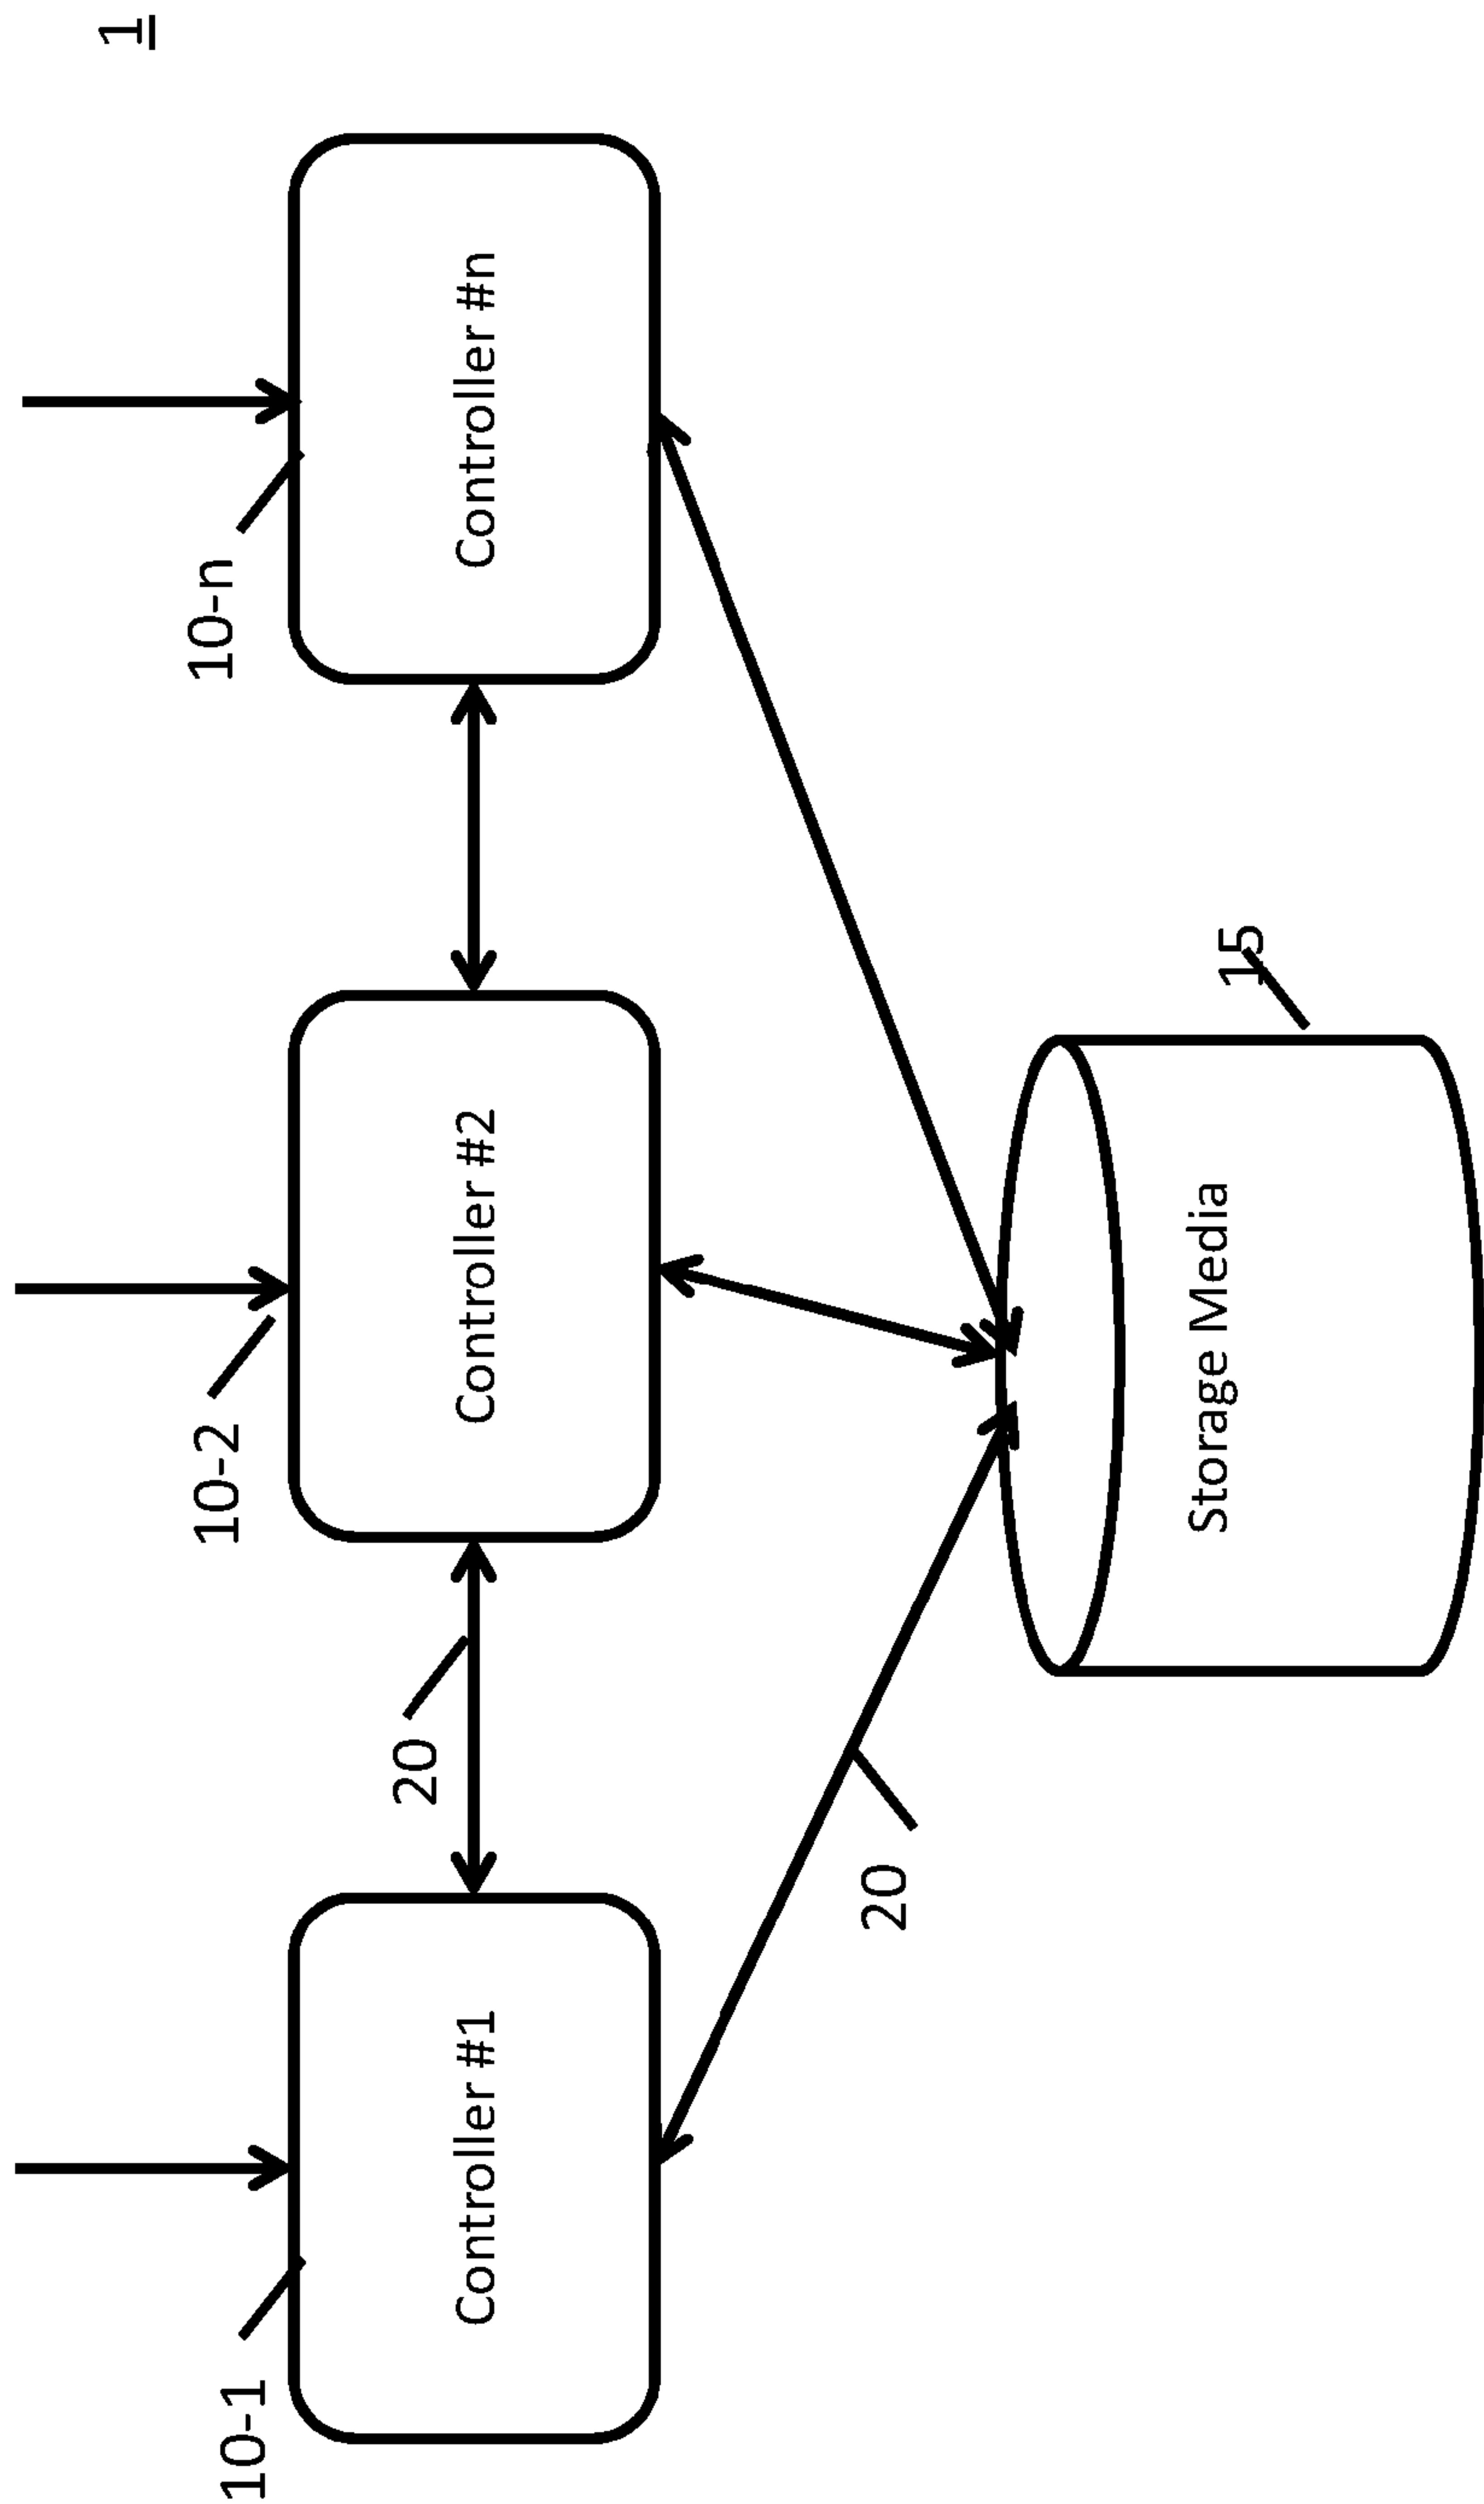 1
10-1
10-2
10-n
20
Controller #1
Controller #2
Controller #n
20
15
Storage Media